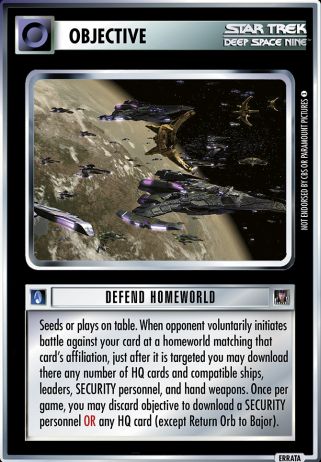 OBJECTIVE
STAR TREK
DEEP SPACE NINE
NOT ENDORSED BY CBS OR PARAMOUNT PICTURES
DEFEND HOMEWORLD
Seeds or plays on table. When opponent voluntarily initiates
battle against your card at a homeworld matching that
card's affiliation, just after it is targeted you may download
there any number of HQ cards and compatible ships,
leaders, SECURITY personnel, and hand weapons. Once per
game, you may discard objective to download a SECURITY
personnel OR any HQ card (except Return Orb to Bajor).
ERRATA